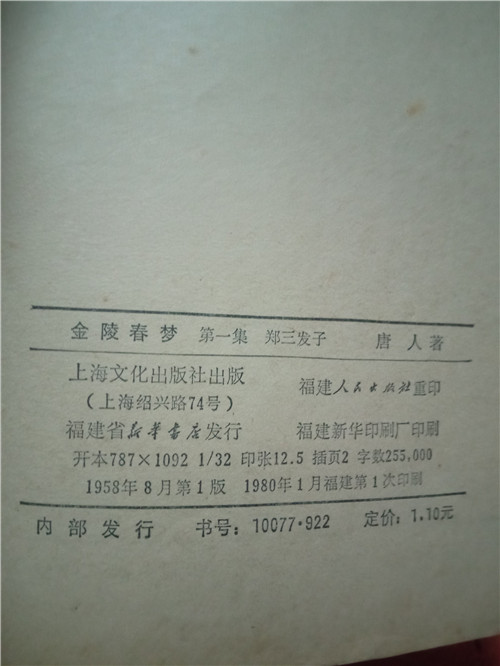 金陵春梦 第一集 郑三发子 唐人著
上海文化出版社出版 福建人民出版社重印
(上海绍兴路74号)
福建省新华书店发行 福建新华印刷厂印刷
开本787×1092 1/32 印张12.5 插页2 字数255,000
1958年8月第1版 1980年1月福建第1次印刷
内部发行 书号：10077·922 定价：1.10元